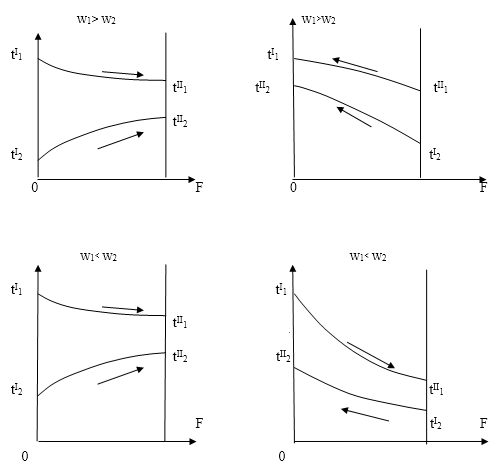 W₁> W₂
tᴵ₁
tᴵᴵ₁
tᴵᴵ₂
tᴵ₂
0
F
W₁>W₂
tᴵ₁
tᴵᴵ₂
tᴵᴵ₁
tᴵ₂
0
F
W₁< W₂
tᴵ₁
tᴵᴵ₁
tᴵᴵ₂
tᴵ₂
F
0
W₁< W₂
tᴵ₁
tᴵᴵ₂
tᴵᴵ₁
tᴵ₂
F
0